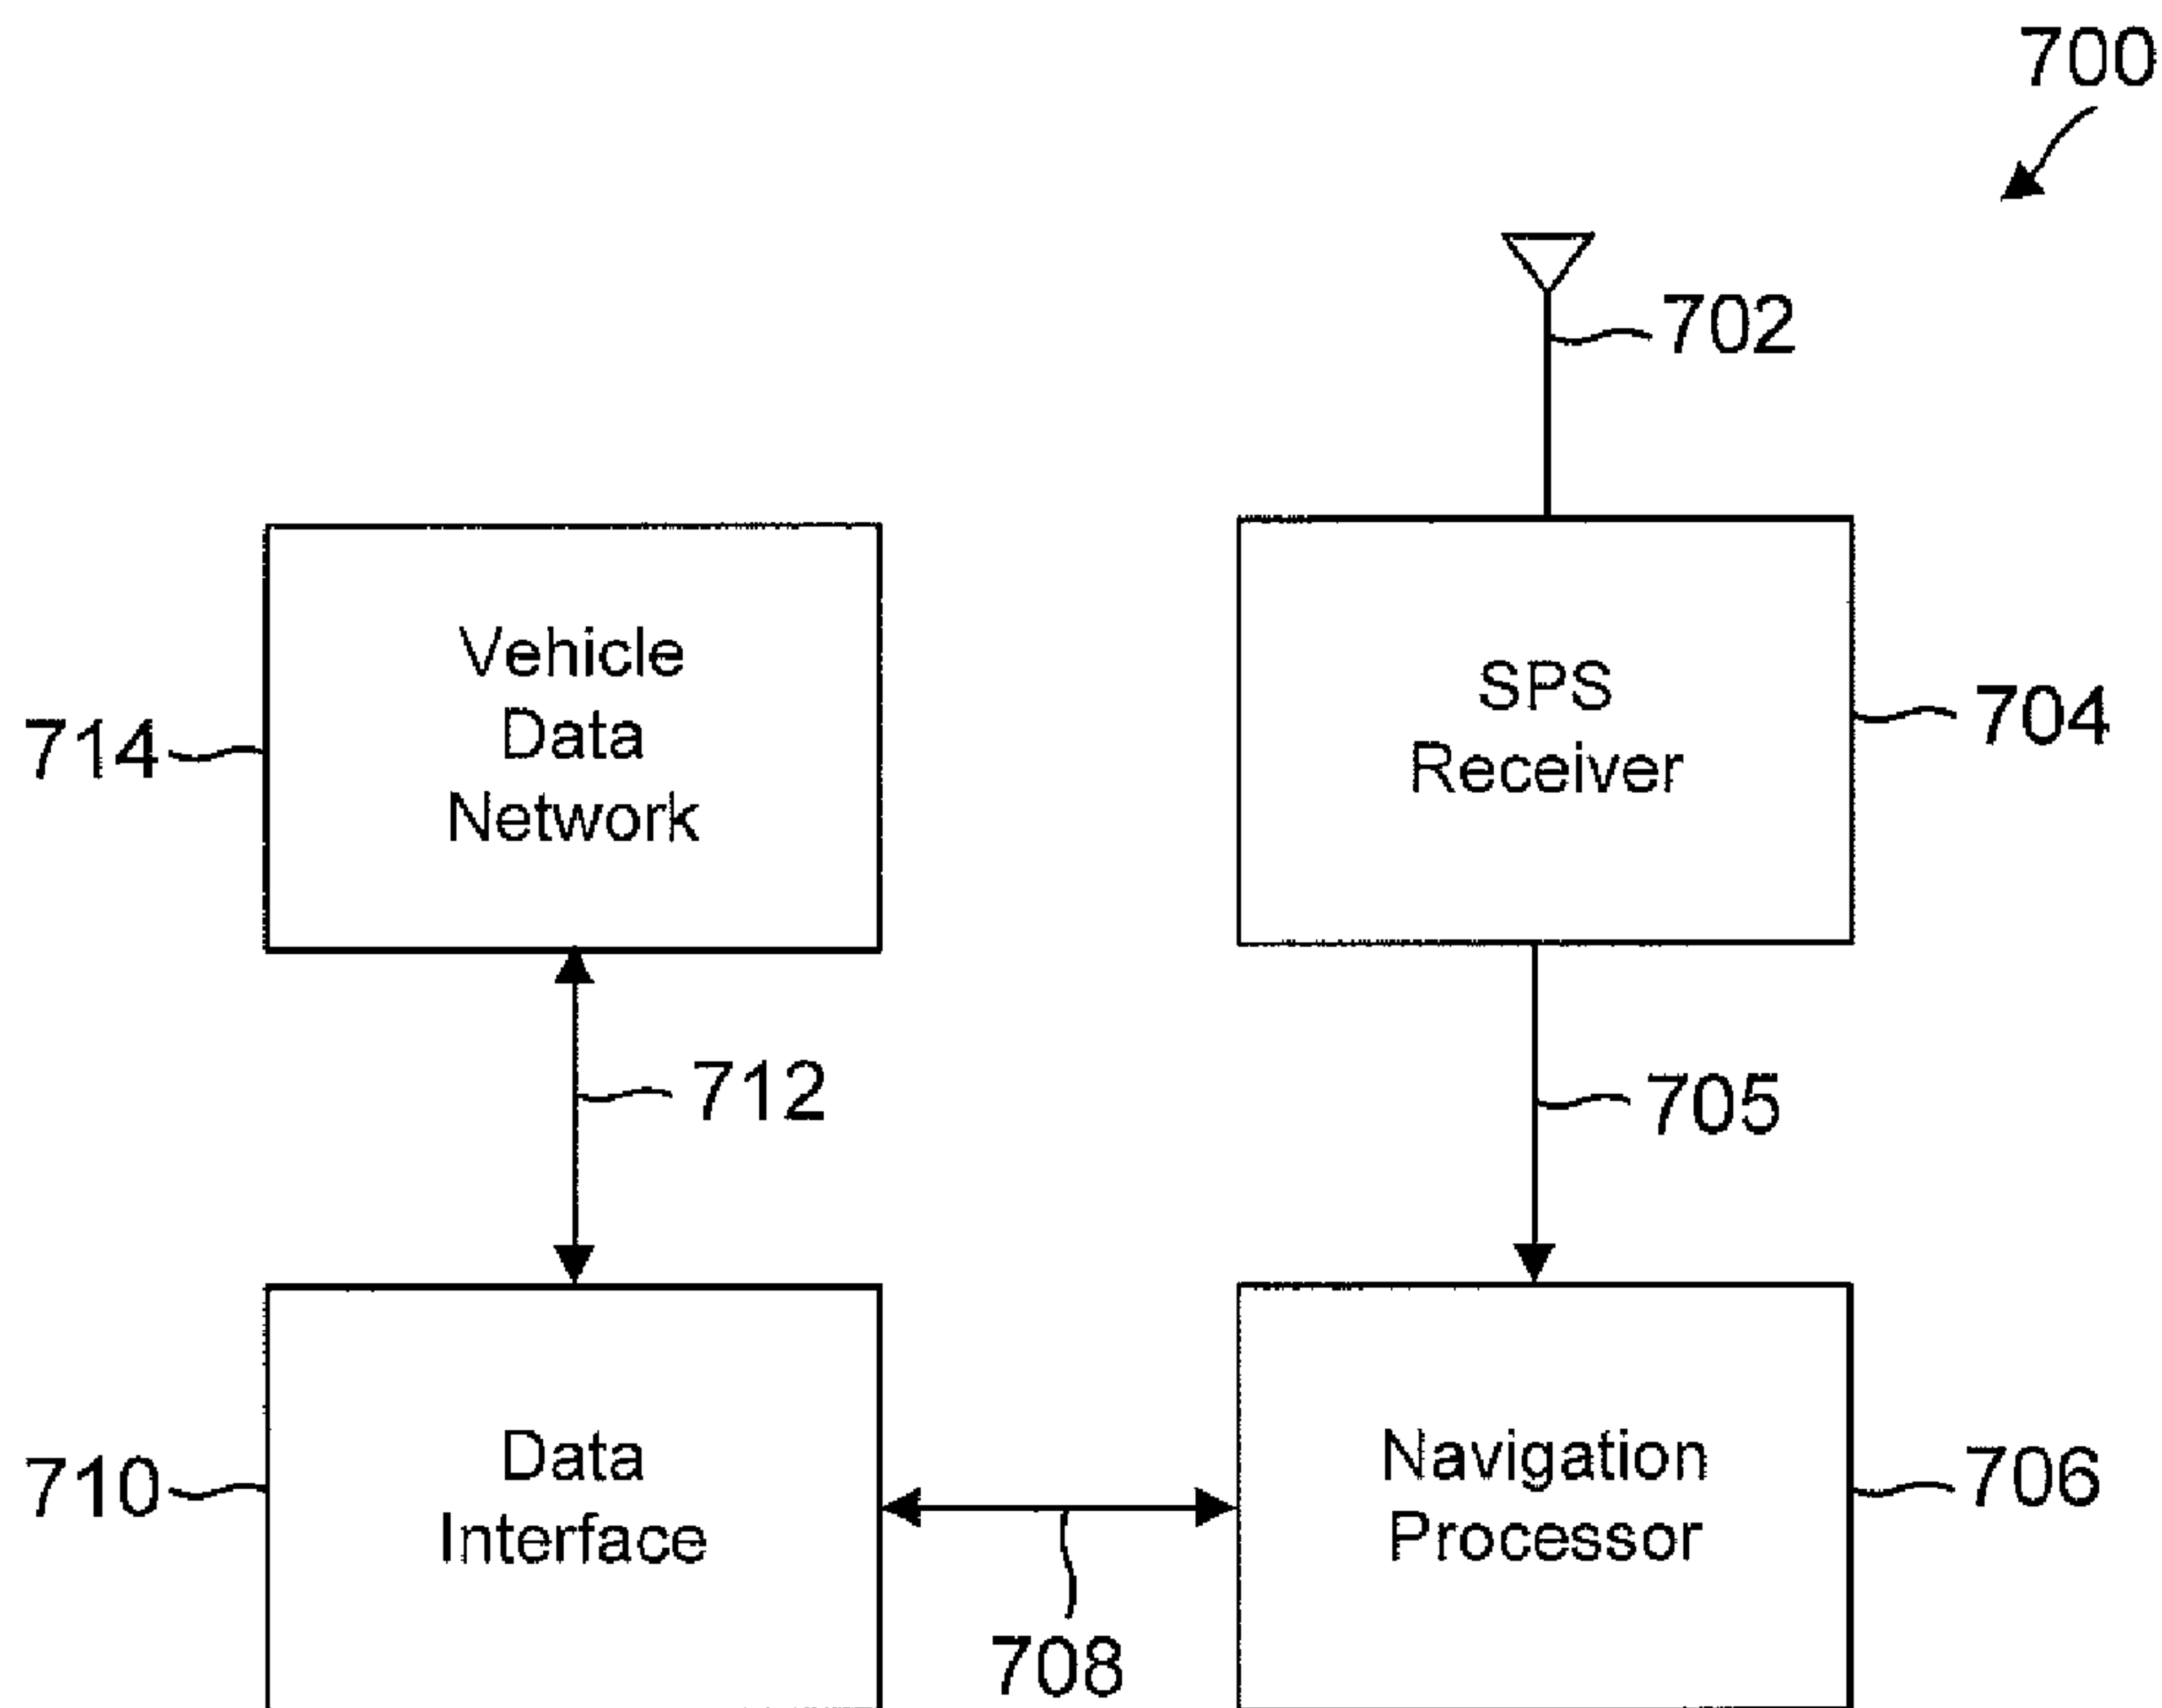 700
702
Vehicle
Data
Network
714
SPS
Receiver
704
712
705
Data
Interface
710
Navigation
Processor
706
708